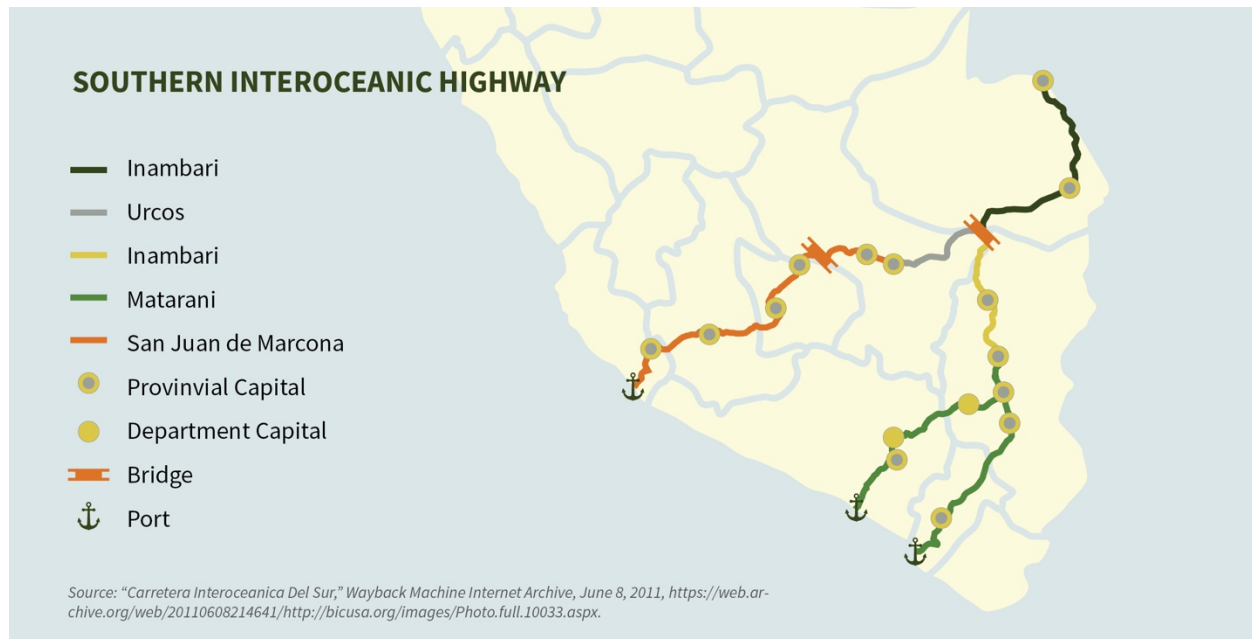 SOUTHERN INTEROCEANIC HIGHWAY
Inambari
Urcos
Inambari
Matarani
San Juan de Marcona
Provinvial Capital
Department Capital
Bridge
Port
Source: “Carretera Interoceanica Del Sur,” Wayback Machine Internet Archive, June 8, 2011, https://web.ar-
chive.org/web/20110608214641/http://bicusa.org/images/Photo.full.10033.aspx.